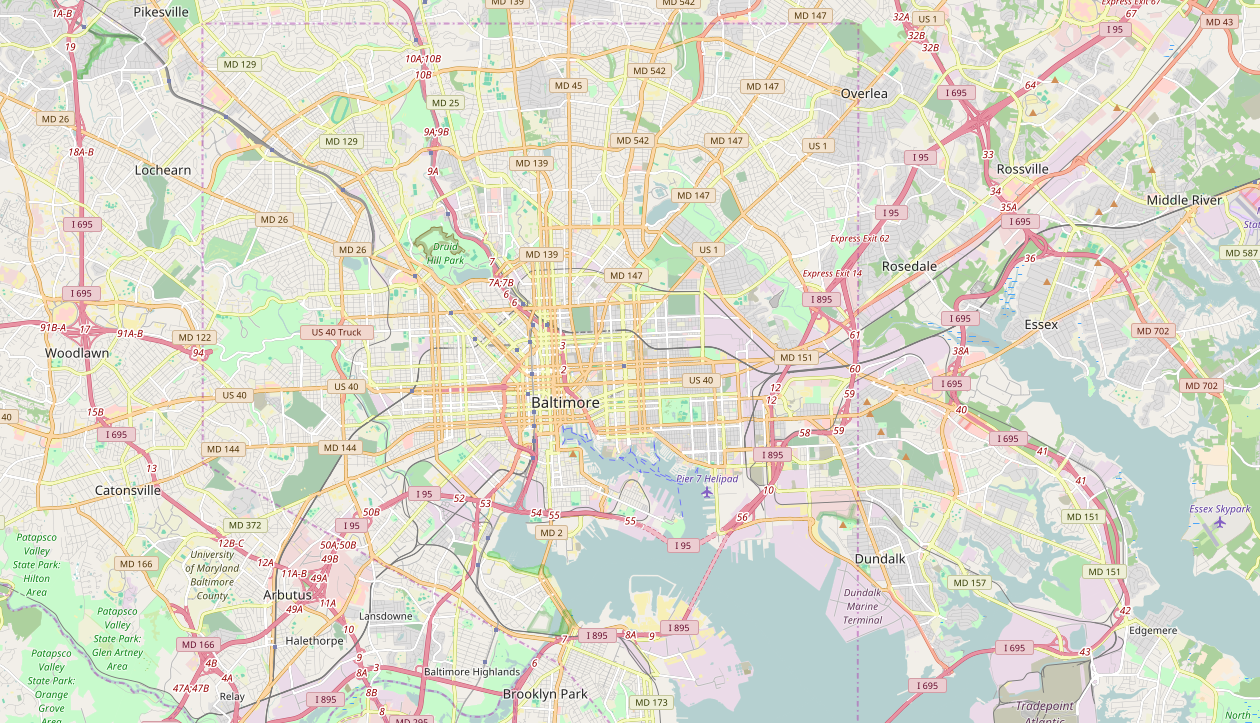 1A-B
Pikesville
MD 139
MD 542
MD 147
32A
US 1
Express Exit 67
67
MD 43
19
32B
I 95
32B
10A;10B
MD 129
10B
MD 45
MD 542
MD 147
Overlea
I 695
64
MD 25
MD 26
9A;9B
MD 129
MD 542
MD 147
US 1
18A-B
I 95
33
9A
MD 139
Lochearn
Rossville
34
MD 147
Middle River
35A
I 695
MD 26
I 95
I 695
Stat
Express Exit 62
MD 26
Druid
Hill Park
7
MD 139
US 1
MD 587
36
Rosedale
Express Exit 14
MD 147
7A;7B
6
6
I 695
I 895
I 695
Essex
91B-A
17
91A-B
US 40 Truck
MD 122
MD 702
61
3
Woodlawn
94
38A
MD 151
2
60
US 40
US 40
I 695
MD 702
12
US 40
59
12
Baltimore
40
15B
40
I 695
58
59
I 695
MD 144
MD 144
41
I 895
13
Pier 7 Helipad
41
Catonsville
I 95
52
53
10
Essex Skypark
50B
54
55
55
56
MD 151
MD 372
I 95
MD 2
Patapsco
Valley
State Park:
Hilton
Area
12B-C
50A;50B
I 95
University
of Maryland
Baltimore
County.
49B
12A
Dundalk
MD 166
11A-B
49A
MD 151
MD 157
Arbutus
11A
Dundalk
Marine
Terminal
49A
Patapsco
Valley
State Park:
Glen Artney
Area
Lansdowne
42
10
I 895
Edgemere
Halethorpe
I 895
8A
9
7
MD 166
I 695
43
Patapsco
Valley
State Park:
Orange
Grove
Area
9
4B
3
6
Baltimore Highlands
4A
8A
I 695
47A;47B
Relay
8B
Brooklyn Park
I 895
MD 173
8
Tradepoint
Atlantic
North
MD 295